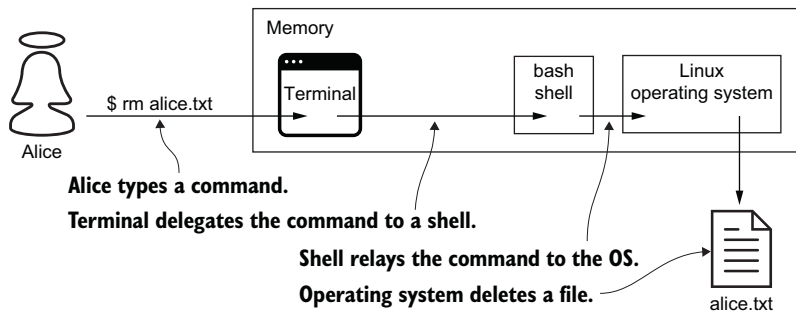 Memory
Terminal
bash
shell
Linux
operating system
$ rm alice.txt
Alice
Alice types a command.
Terminal delegates the command to a shell.
Shell relays the command to the OS.
Operating system deletes a file.
alice.txt